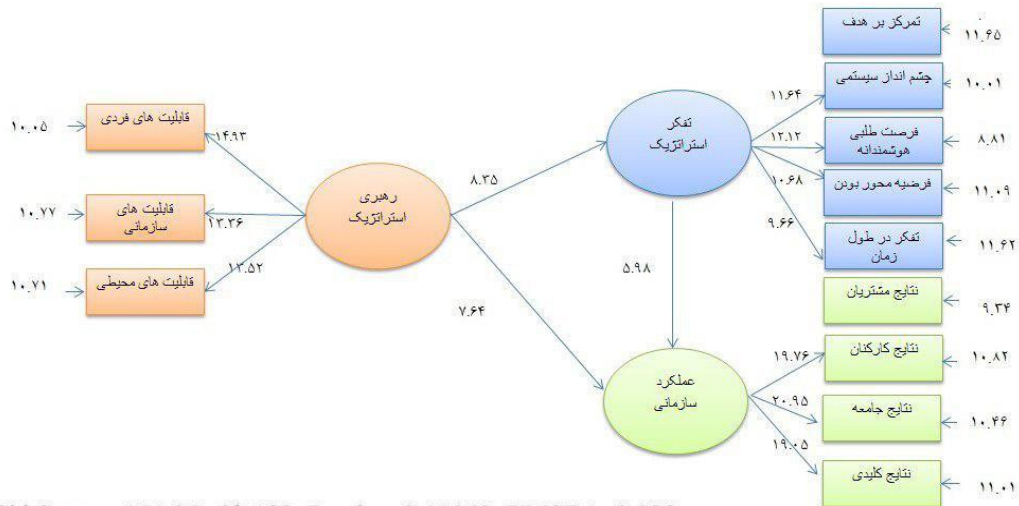 تمرکز بر هدف
۱۱.۶۵
چشم انداز سیستمی
۱۰.۰۱
۱۱.۶۴
تفکر
استراتژیک
فرصت طلبی
هوشمندانه
۸.۸۱
۱۲.۱۲
فرضیه محور بودن
۱۱.۰۹
۱۰.۶۸
تفکر در طول
زمان
۱۱.۶۲
۹.۶۶
قابلیت های فردی
۱۰.۰۵
۱۴.۹۳
قابلیت های
سازمانی
۱۰.۷۷
۱۳.۳۶
قابلیت های محیطی
۱۰.۷۱
۱۳.۵۲
رهبری
استراتژیک
۸.۳۵
۵.۹۸
۷.۶۴
نتایج مشتریان
۹.۳۴
نتایج کارکنان
۱۰.۸۲
۱۹.۷۶
عملکرد
سازمانی
نتایج جامعه
۱۰.۴۶
۲۰.۹۵
نتایج کلیدی
۱۱.۰۱
۱۹.۰۵